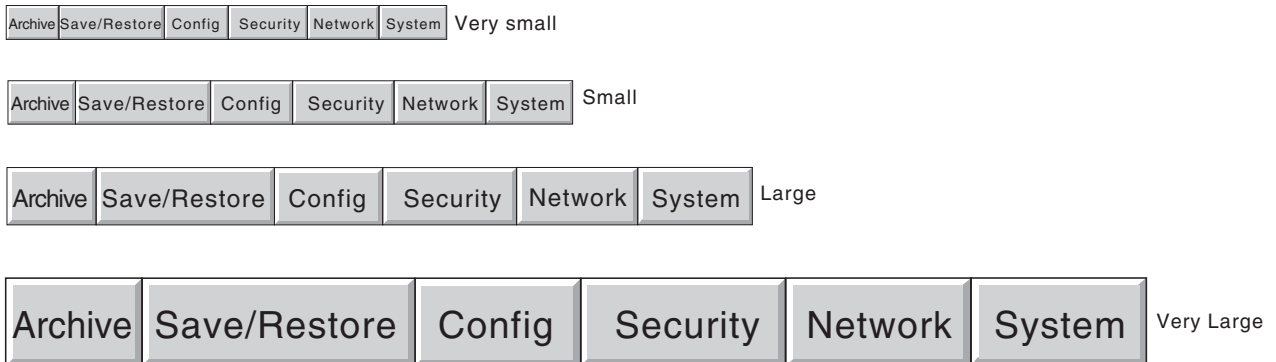 Archive Save/Restore Config Security Network System Very small
Archive Save/Restore Config Security Network System Small
Archive Save/Restore Config Security Network System Large
Archive Save/Restore Config Security Network System Very Large